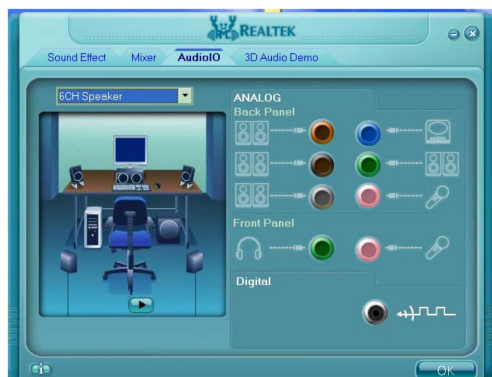 REALTEK
Sound Effect
Mixer
AudioIO
3D Audio Demo
6CH Speaker
ANALOG
Back Panel
Front Panel
Digital
i
OK